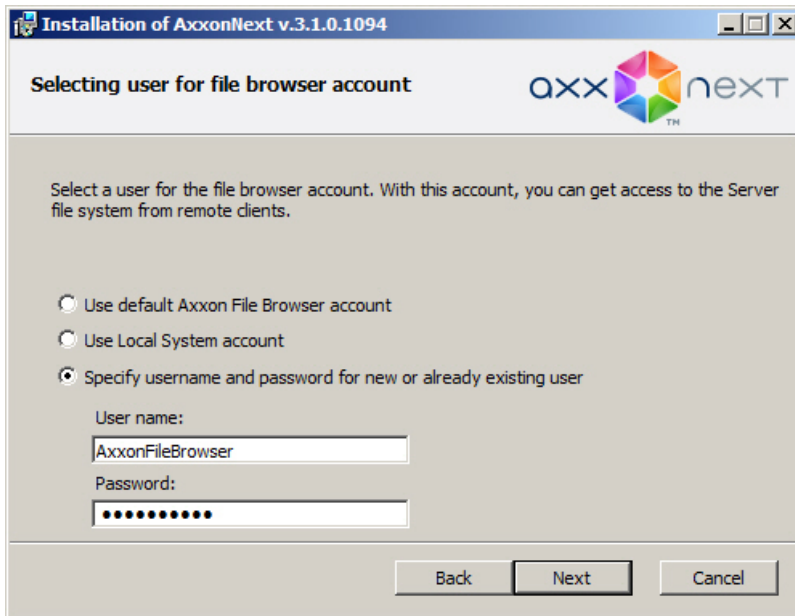 Installation of AxxonNext v.3.1.0.1094
Selecting user for file browser account
axx next
TM
Select a user for the file browser account. With this account, you can get access to the Server
file system from remote clients.
Use default Axxon File Browser account
Use Local System account
Specify username and password for new or already existing user
User name:
AxxonFileBrowser
Password:
●●●●●●●●●●
Back Next Cancel